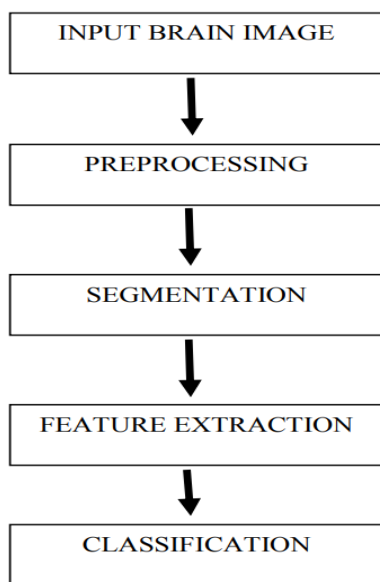 INPUT BRAIN IMAGE
PREPROCESSING
SEGMENTATION
FEATURE EXTRACTION
CLASSIFICATION